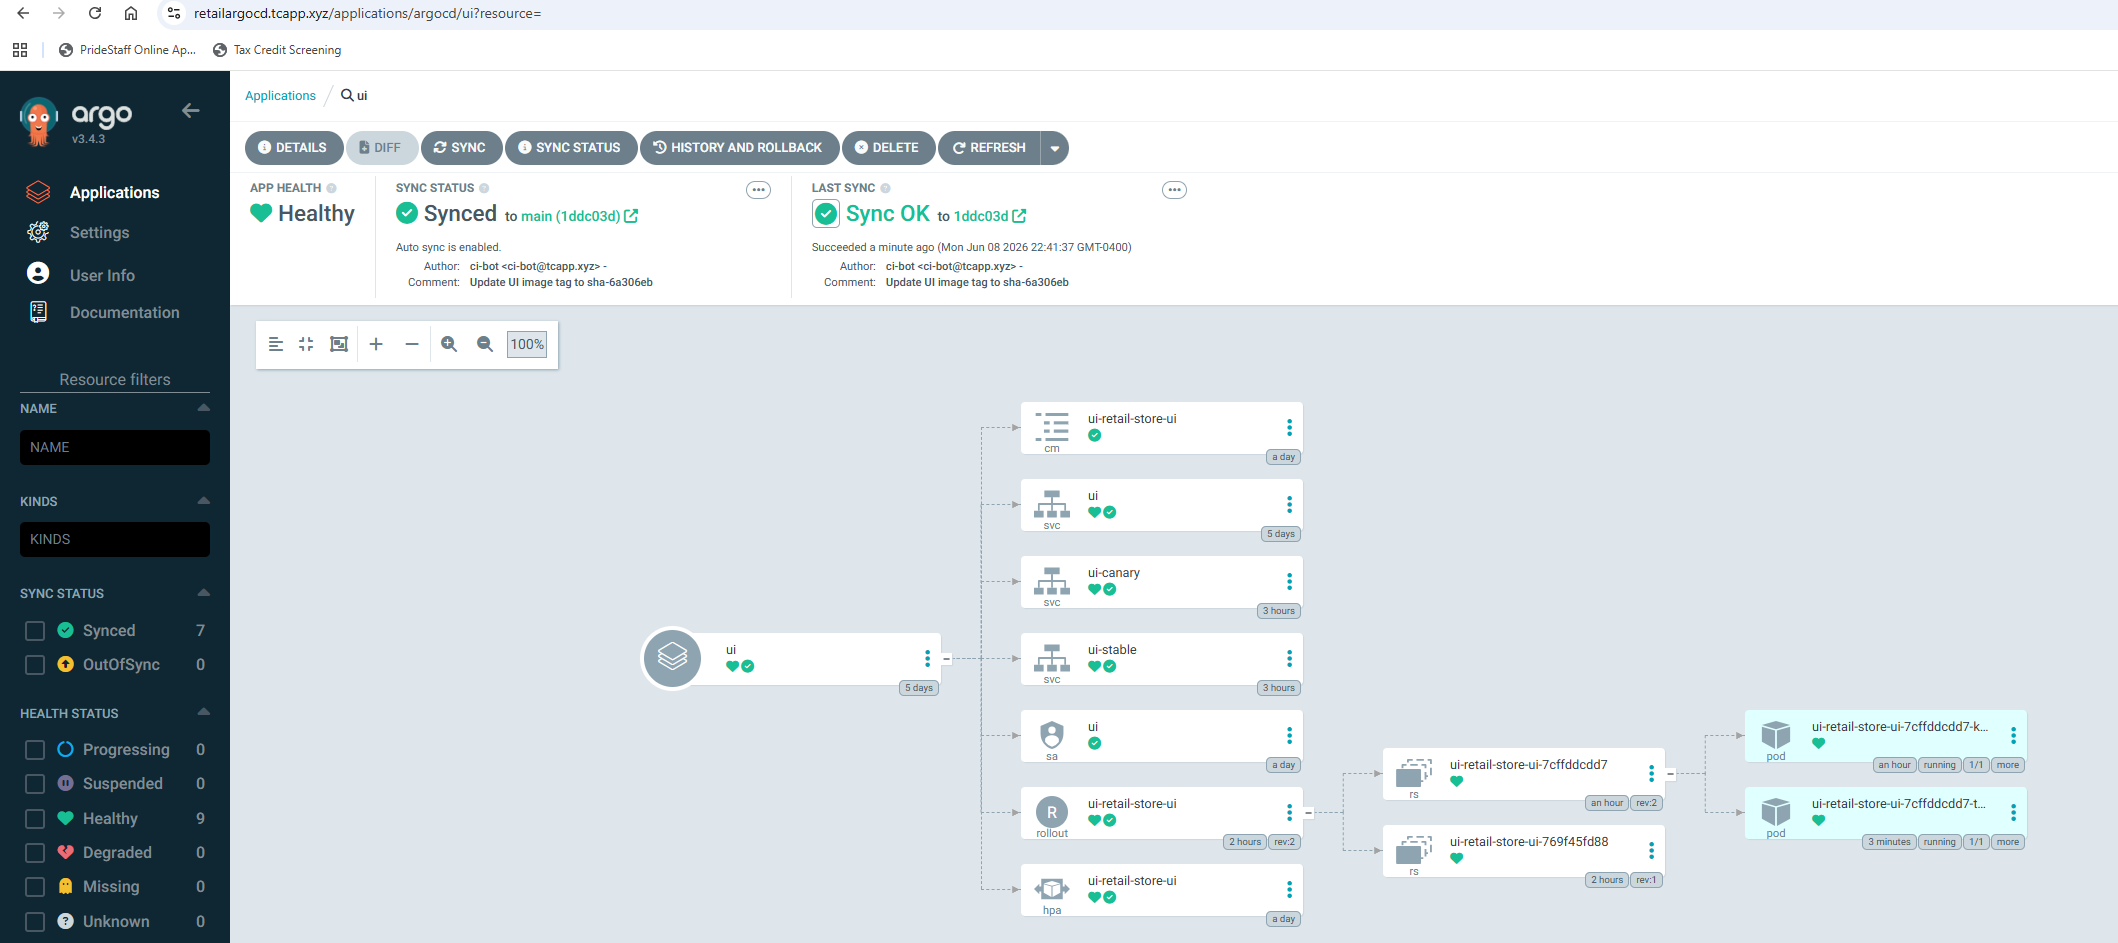 retailargocd.tcapp.xyz/applications/argocd/ui?resource=
PrideStaff Online Ap...
Tax Credit Screening
argo
v3.4.3
Applications
Settings
User Info
Documentation
Resource filters
NAME
NAME
KINDS
KINDS
SYNC STATUS
Synced 7
OutOfSync 0
HEALTH STATUS
Progressing 0
Suspended 0
Healthy 9
Degraded 0
Missing 0
Unknown 0
Applications / ui
DETAILS
DIFF
SYNC
SYNC STATUS
HISTORY AND ROLLBACK
DELETE
REFRESH
APP HEALTH
Healthy
SYNC STATUS
Synced to main (1ddc03d)
Auto sync is enabled.
Author: ci-bot <ci-bot@tcapp.xyz> -
Comment: Update UI image tag to sha-6a306eb
LAST SYNC
Sync OK to 1ddc03d
Succeeded a minute ago (Mon Jun 08 2026 22:41:37 GMT-0400)
Author: ci-bot <ci-bot@tcapp.xyz> -
Comment: Update UI image tag to sha-6a306eb
100%
ui
5 days
ui-retail-store-ui
cm
a day
ui
svc
5 days
ui-canary
svc
3 hours
ui-stable
svc
3 hours
ui
sa
a day
R
ui-retail-store-ui
rollout
2 hours rev:2
ui-retail-store-ui
hpa
a day
ui-retail-store-ui-7cffddcdd7
rs
an hour rev:2
ui-retail-store-ui-769f45fd88
rs
2 hours rev:1
ui-retail-store-ui-7cffddcdd7-k...
pod
an hour running 1/1 more
ui-retail-store-ui-7cffddcdd7-t...
pod
3 minutes running 1/1 more